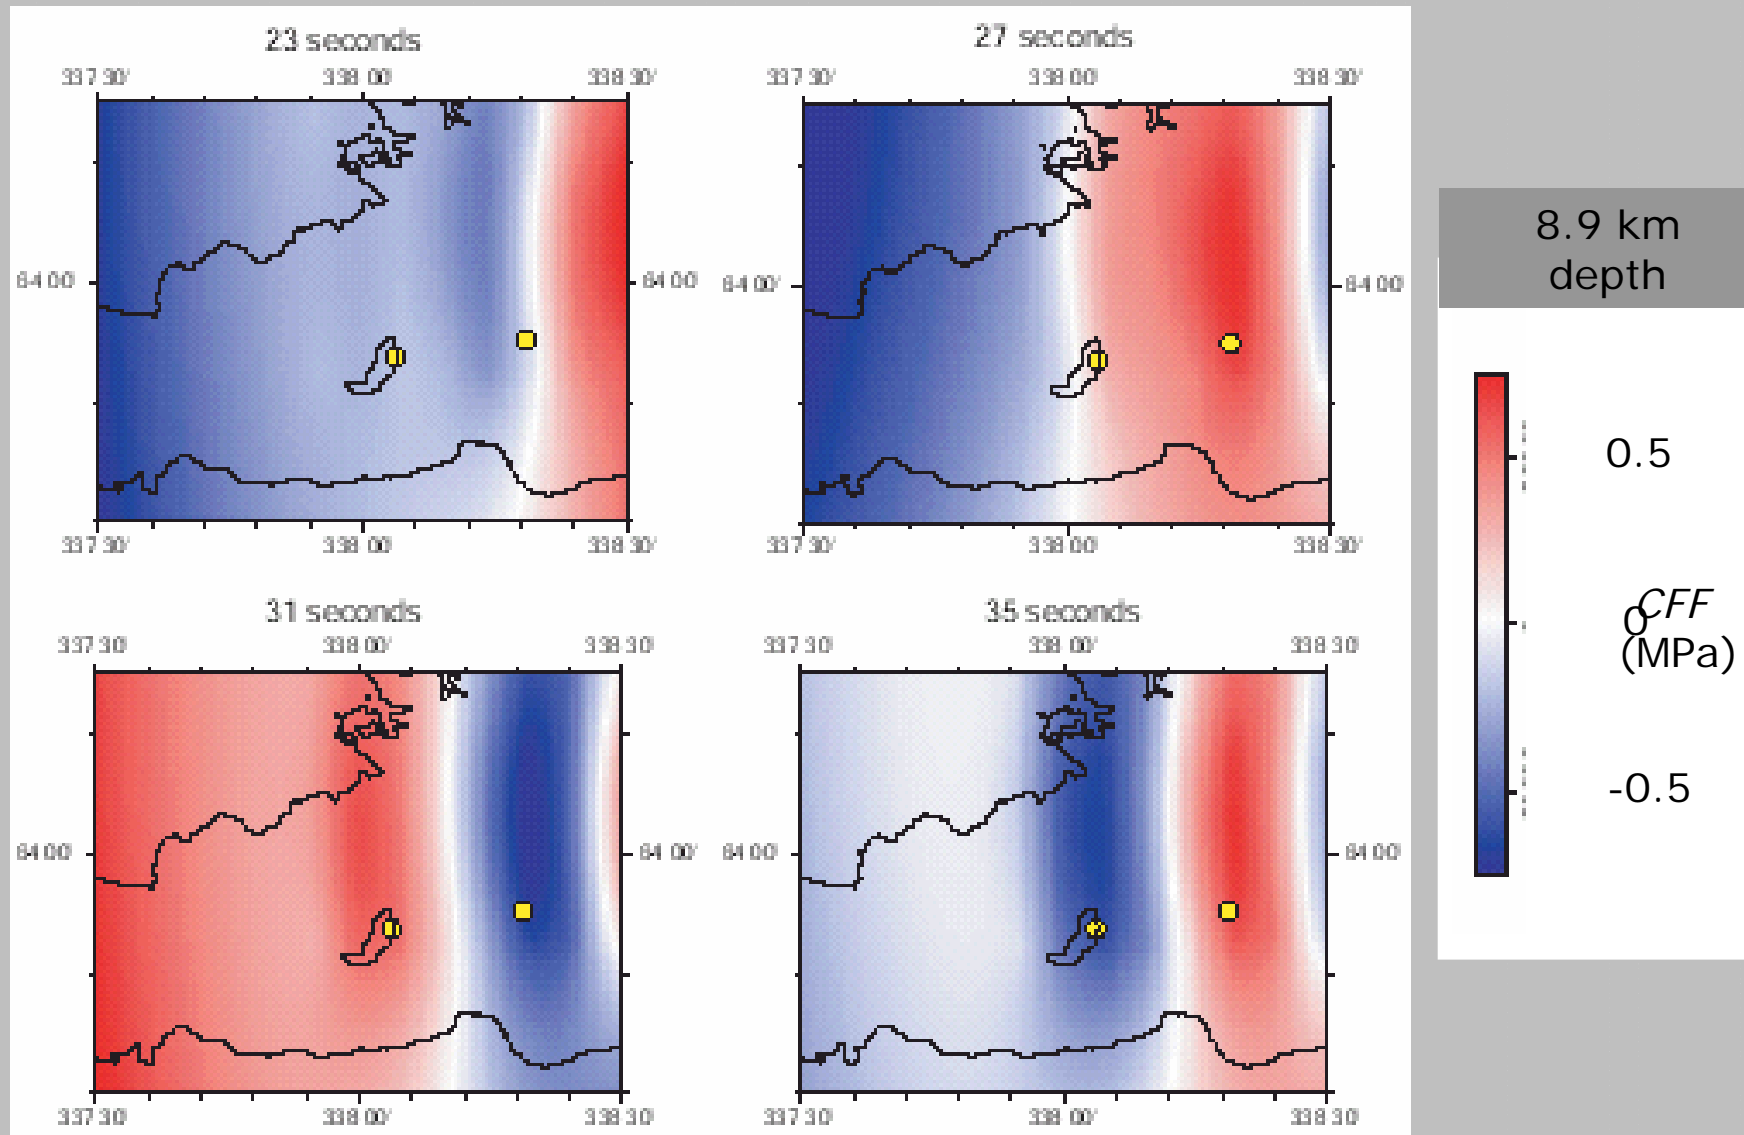 23 seconds
337 30' 338 00' 338 30'
64 00' 64 00'
337 30' 338 00' 338 30'
27 seconds
337 30' 338 00' 338 30'
64 00' 64 00'
337 30' 338 00' 338 30'
31 seconds
337 30' 338 00' 338 30'
64 00' 64 00'
337 30' 338 00' 338 30'
35 seconds
337 30' 338 00' 338 30'
64 00' 64 00'
337 30' 338 00' 338 30'
8.9 km
depth
0.5
0
CFF
(MPa)
-0.5